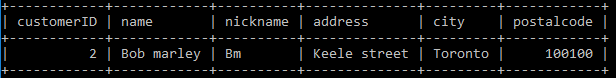 | customerID | name | nickname | address | city | postalcode |
| 2 | Bob marley | Bm | Keele street | Toronto | 100100 |